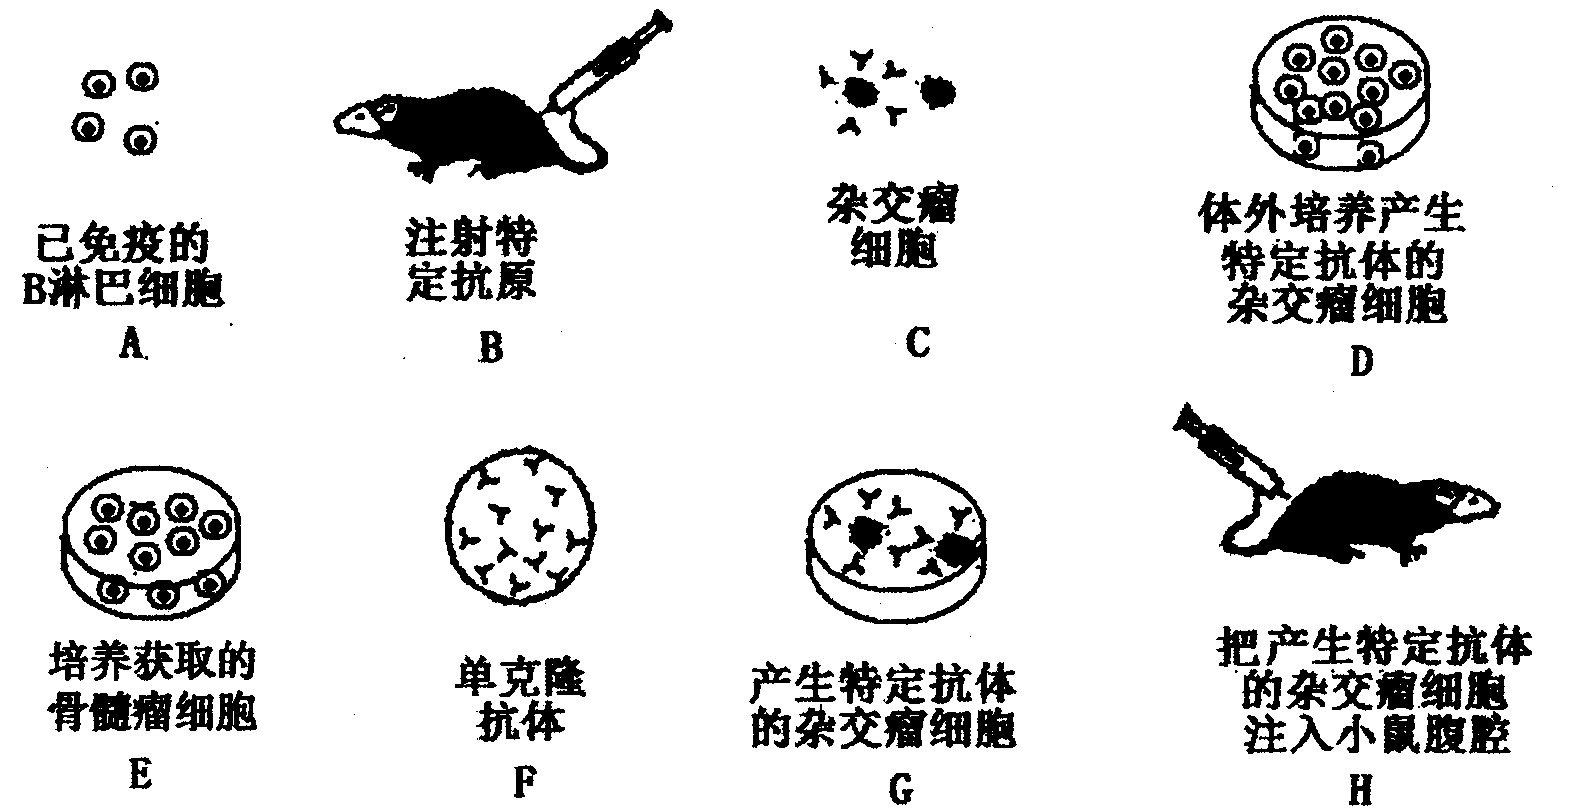 已免疫的
B淋巴细胞
A
注射特
定抗原
B
杂交瘤
细胞
C
体外培养产生
特定抗体的
杂交瘤细胞
D
培养获取的
骨髓瘤细胞
E
单克隆
抗体
F
产生特定抗体
的杂交瘤细胞
G
把产生特定抗体
的杂交瘤细胞
注入小鼠腹腔
H